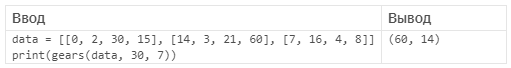 Ввод	Вывод
data = [[0, 2, 30, 15], [14, 3, 21, 60], [7, 16, 4, 8]]	(60, 14)
print(gears(data, 30, 7))